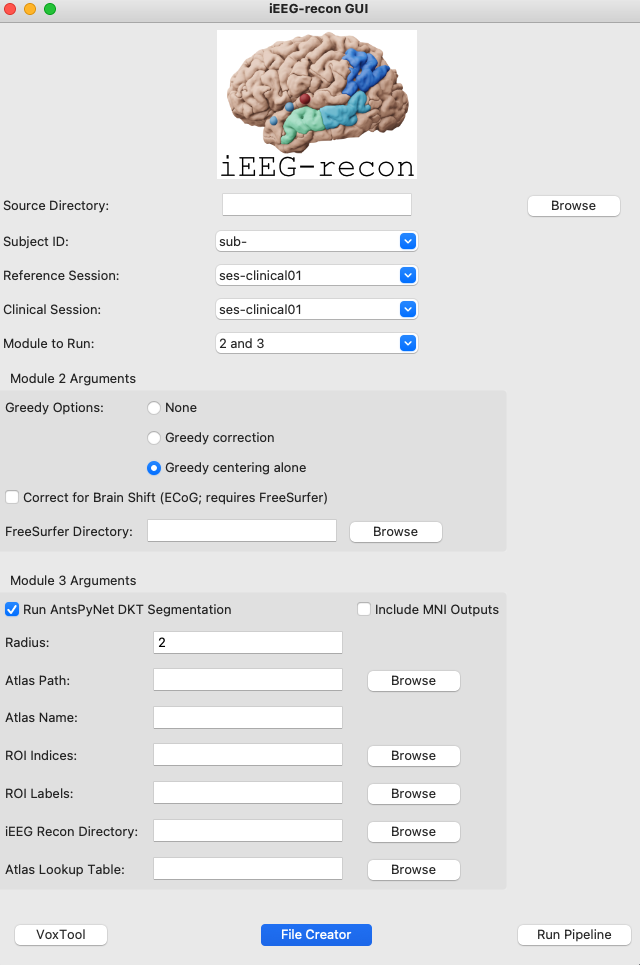 iEEG-recon GUI
iEEG-recon
Source Directory: Browse
Subject ID: sub-
Reference Session: ses-clinical01
Clinical Session: ses-clinical01
Module to Run: 2 and 3
Module 2 Arguments
Greedy Options: None
Greedy correction
Greedy centering alone
Correct for Brain Shift (ECoG; requires FreeSurfer)
FreeSurfer Directory: Browse
Module 3 Arguments
Run AntsPyNet DKT Segmentation Include MNI Outputs
Radius: 2
Atlas Path: Browse
Atlas Name:
ROI Indices: Browse
ROI Labels: Browse
iEEG Recon Directory: Browse
Atlas Lookup Table: Browse
VoxTool File Creator Run Pipeline